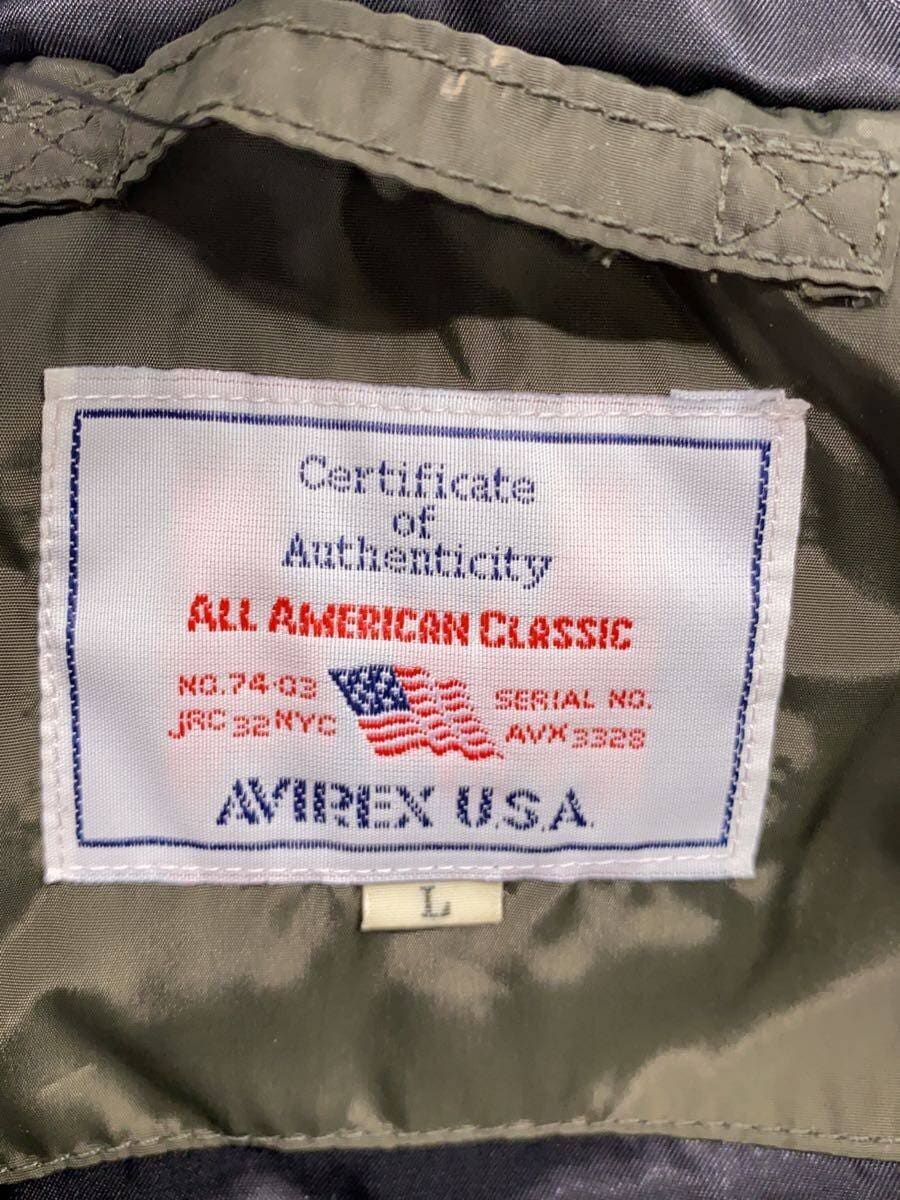 Certificate
of
Authenticity
ALL AMERICAN CLASSIC
NO. 74-03
JRC 32 NYC
SERIAL NO.
AVX 3328
AVIREX U.S.A.
L